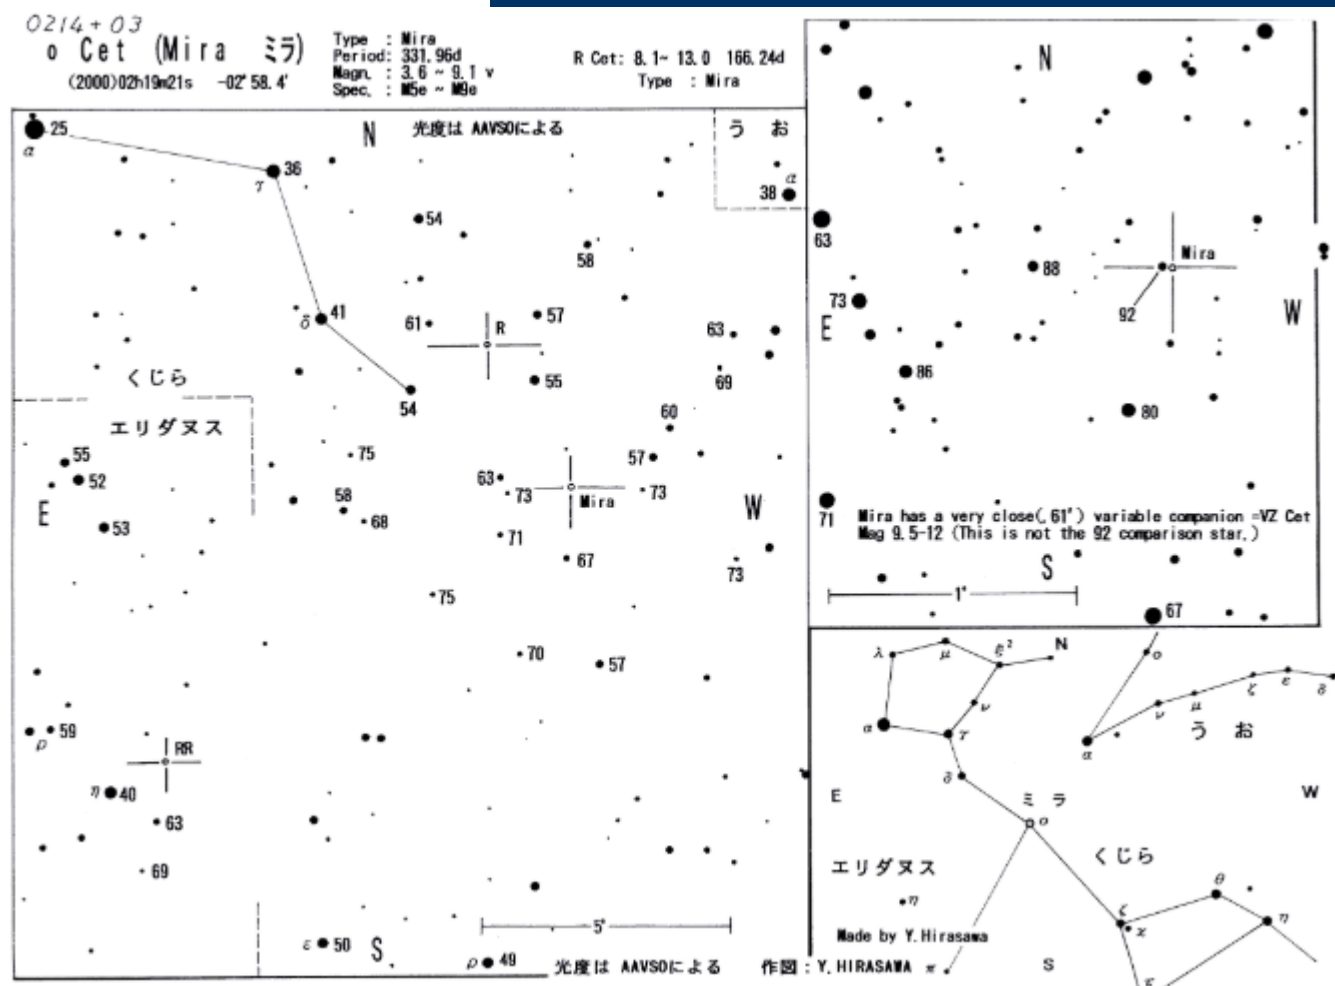 0214+03
o Cet (Mira ミラ)
(2000)02h19m21s -02°58.4'
Type : Mira
Period: 331.96d
Magn. : 3.6 ~ 9.1 v
Spec. : M5e ~ M9e
R Cet: 8.1~ 13.0 166.24d
Type : Mira
N
光度は AAVSOによる
うお
25
α
36
γ
α
38
54
58
δ
41
61
R
57
63
69
55
くじら
54
エリダヌス
60
55
52
75
57
63
73
Mira
73
58
68
E
53
W
71
67
73
75
70
57
59
ρ
RR
η
40
63
69
5°
ε
50
S
ρ
49
光度は AAVSOによる
作図:Y.HIRASAWA
N
63
Mira
88
73
92
E
W
86
80
71
Mira has a very close(.61") variable companion =VZ Cet
Mag 9.5-12 (This is not the 92 comparison star.)
S
1°
67
λ
μ
ξ²
N
ο
ν
ζ
ε
δ
α
γ
ν
μ
うお
α
δ
E
ミラ
W
ο
くじら
エリダヌス
θ
η
ζ
χ
η
Made by Y.Hirasawa
S
π